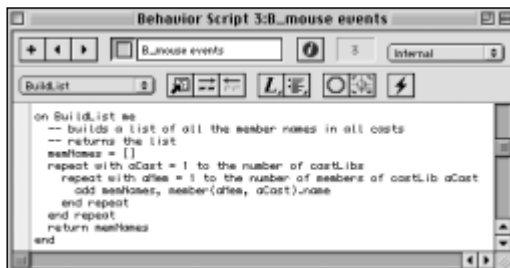 Behavior Script 3:B_mouse events
B_mouse events
3
Internal
BuildList
on BuildList me
-- builds a list of all the member names in all casts
-- returns the list
memNames = []
repeat with aCast = 1 to the number of castLibs
repeat with aMem = 1 to the number of members of castLib aCast
add memNames, member(aMem, aCast).name
end repeat
end repeat
return memNames
end